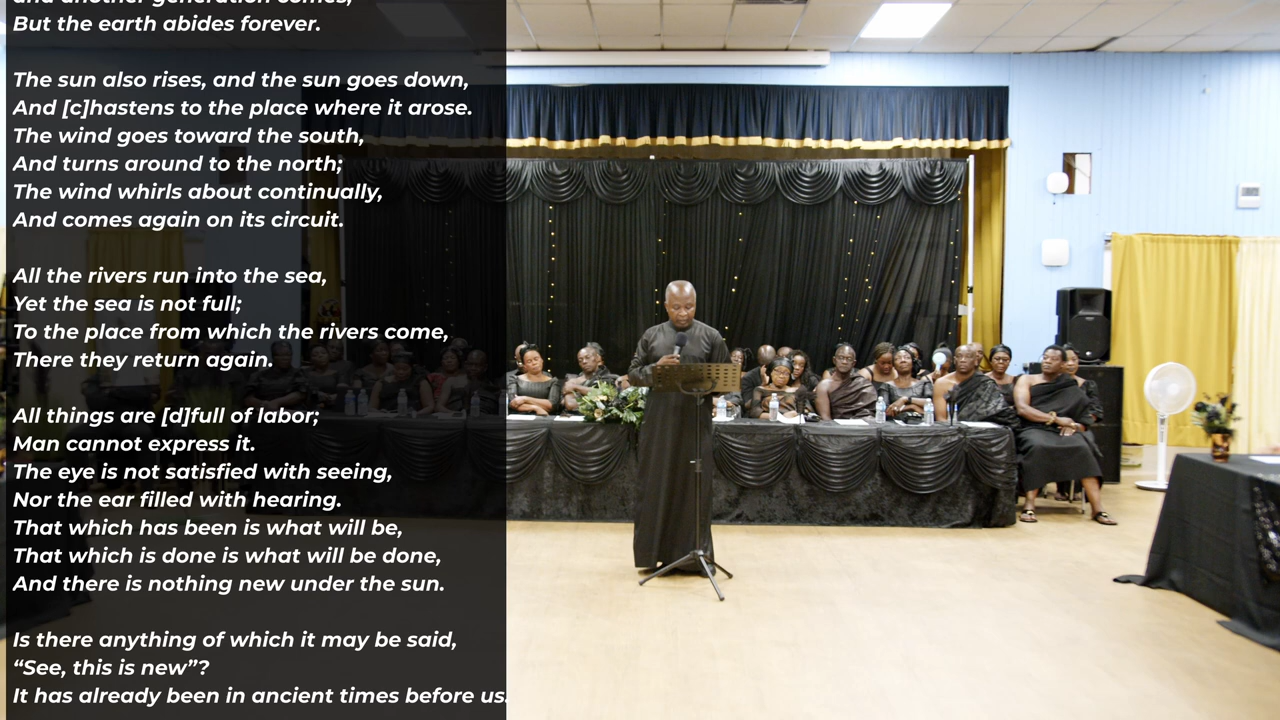 and another generation comes,
But the earth abides forever.
The sun also rises, and the sun goes down,
And [c]hastens to the place where it arose.
The wind goes toward the south,
And turns around to the north;
The wind whirls about continually,
And comes again on its circuit.
All the rivers run into the sea,
Yet the sea is not full;
To the place from which the rivers come,
There they return again.
All things are [d]full of labor;
Man cannot express it.
The eye is not satisfied with seeing,
Nor the ear filled with hearing.
That which has been is what will be,
That which is done is what will be done,
And there is nothing new under the sun.
Is there anything of which it may be said,
“See, this is new”?
It has already been in ancient times before us.